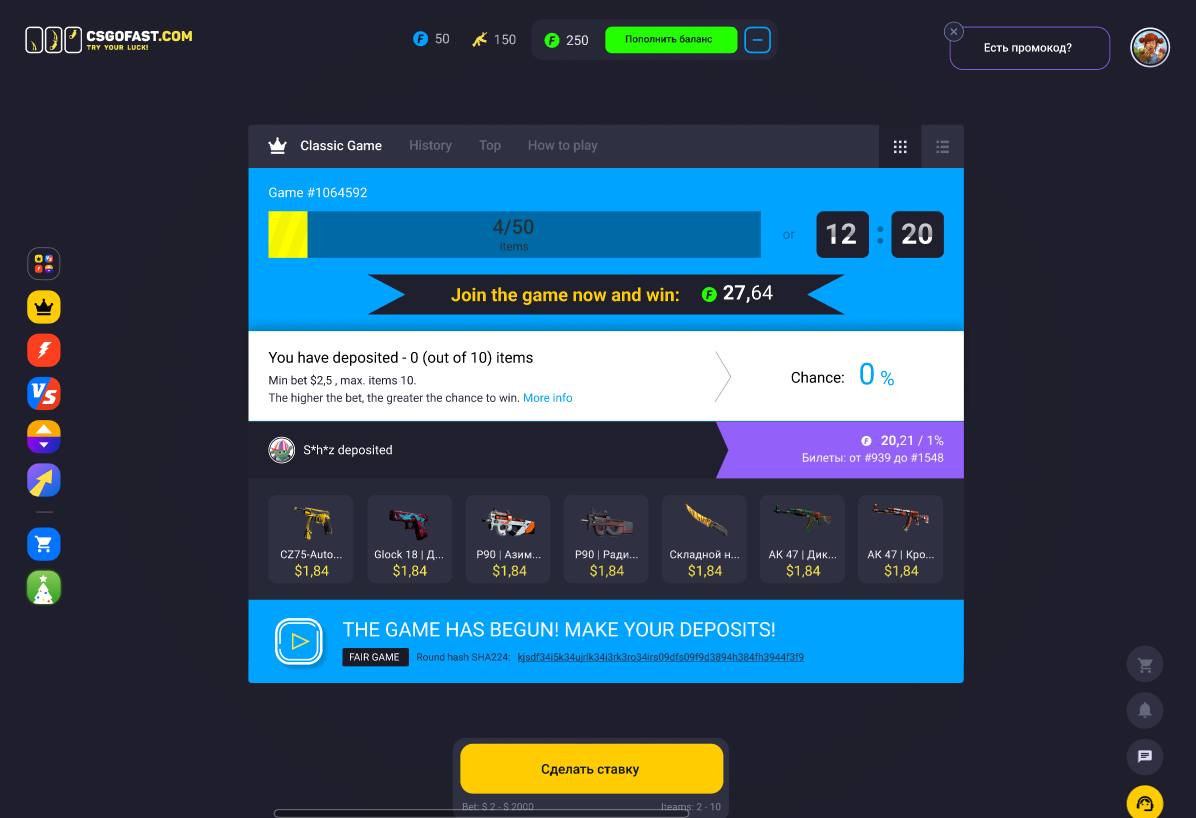 CSGOFAST.COM
TRY YOUR LUCK!
50
150
250
Пополнить баланс
Есть промокод?
Classic Game
History
Top
How to play
Game #1064592
4/50
items
or
12 : 20
Join the game now and win:
27,64
You have deposited - 0 (out of 10) items
Min bet $2,5 , max. items 10.
The higher the bet, the greater the chance to win. More info
Chance: 0 %
VS
S*h*z deposited
20,21 / 1%
Билеты: от #939 до #1548
CZ75-Auto...
$1,84
Glock 18 | Д...
$1,84
P90 | Азим...
$1,84
P90 | Ради...
$1,84
Складной н...
$1,84
АК 47 | Дик...
$1,84
АК 47 | Кро...
$1,84
THE GAME HAS BEGUN! MAKE YOUR DEPOSITS!
FAIR GAME
Round hash SHA224:
Сделать ставку
Bet: $ 2 - $ 2000
Iteams: 2 - 10